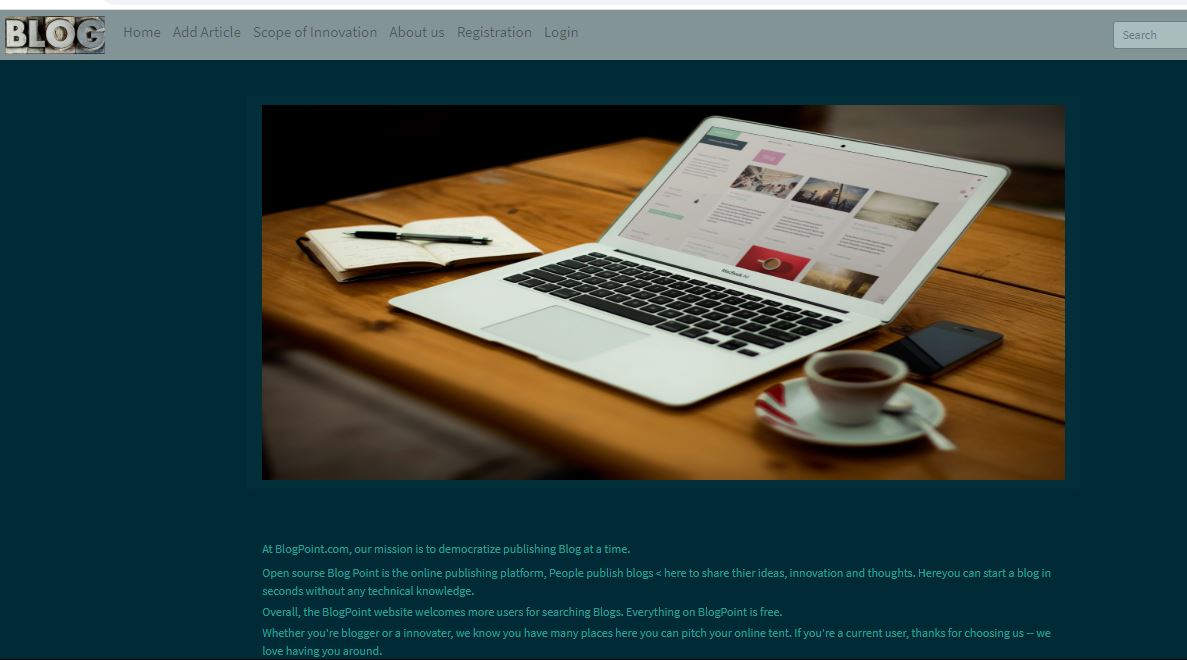 BLOG
Home Add Article Scope of Innovation About us Registration Login
Search
MacBook Air
At BlogPoint.com, our mission is to democratize publishing Blog at a time.
Open sourse Blog Point is the online publishing platform, People publish blogs < here to share thier ideas, innovation and thoughts. Hereyou can start a blog in
seconds without any technical knowledge.
Overall, the BlogPoint website welcomes more users for searching Blogs. Everything on BlogPoint is free.
Whether you're blogger or a innovater, we know you have many places here you can pitch your online tent. If you're a current user, thanks for choosing us -- we
love having you around.